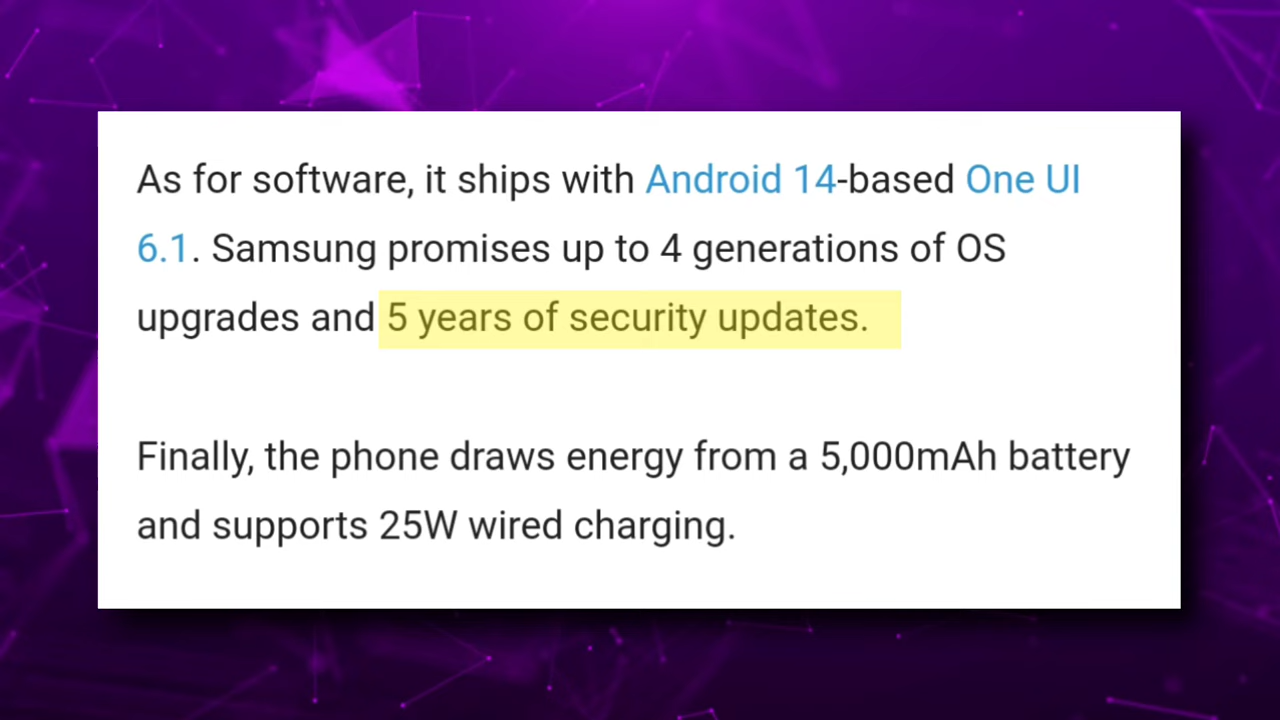 As for software, it ships with Android 14-based One UI
6.1. Samsung promises up to 4 generations of OS
upgrades and 5 years of security updates.
Finally, the phone draws energy from a 5,000mAh battery
and supports 25W wired charging.